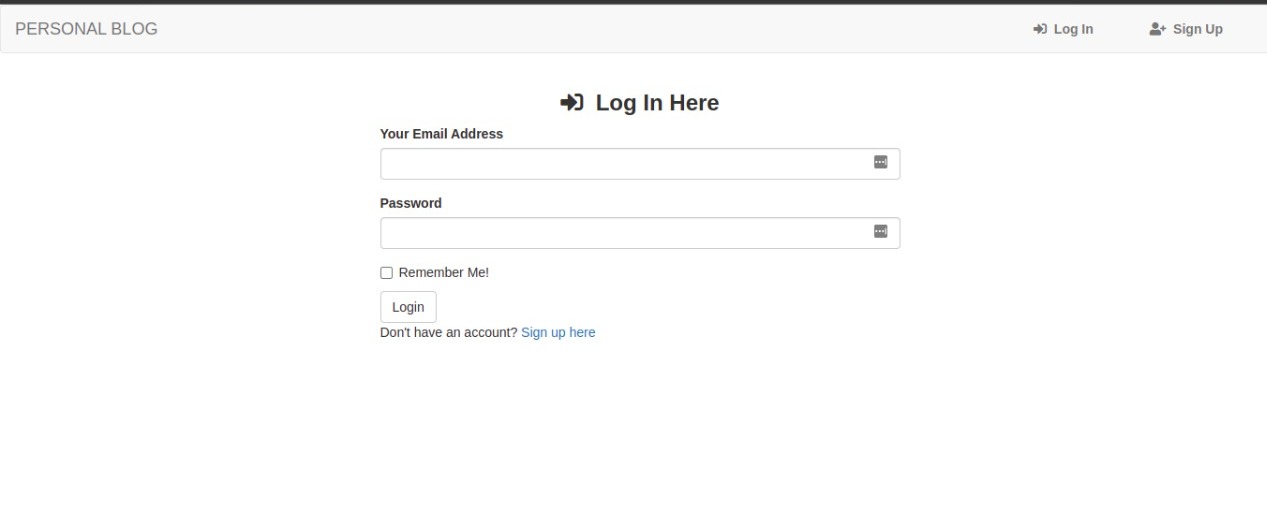 PERSONAL BLOG
Log In
Sign Up
Log In Here
Your Email Address
Password
Remember Me!
Login
Don't have an account? Sign up here